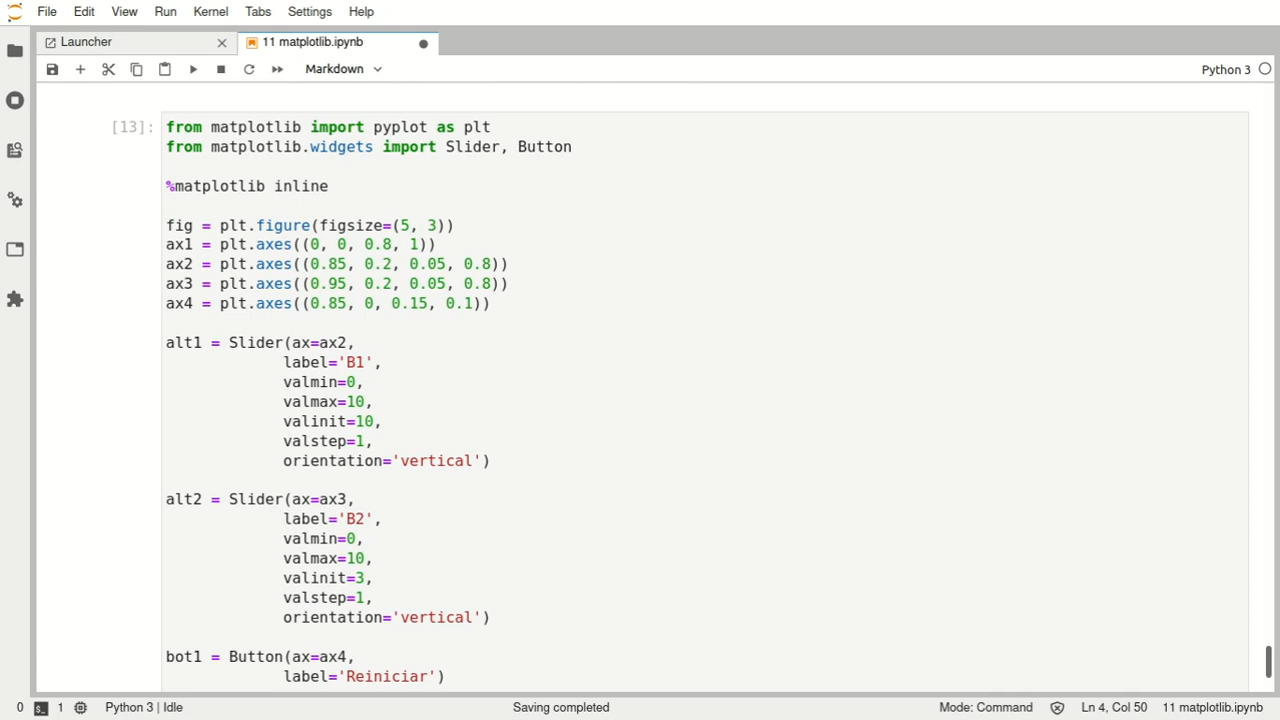 File Edit View Run Kernel Tabs Settings Help
Launcher 11 matplotlib.ipynb
Markdown Python 3
[13]: from matplotlib import pyplot as plt
from matplotlib.widgets import Slider, Button
%matplotlib inline
fig = plt.figure(figsize=(5, 3))
ax1 = plt.axes((0, 0, 0.8, 1))
ax2 = plt.axes((0.85, 0.2, 0.05, 0.8))
ax3 = plt.axes((0.95, 0.2, 0.05, 0.8))
ax4 = plt.axes((0.85, 0, 0.15, 0.1))
alt1 = Slider(ax=ax2,
label='B1',
valmin=0,
valmax=10,
valinit=10,
valstep=1,
orientation='vertical')
alt2 = Slider(ax=ax3,
label='B2',
valmin=0,
valmax=10,
valinit=3,
valstep=1,
orientation='vertical')
bot1 = Button(ax=ax4,
label='Reiniciar')
0 1 Python 3 | Idle Saving completed Mode: Command Ln 4, Col 50 11 matplotlib.ipynb